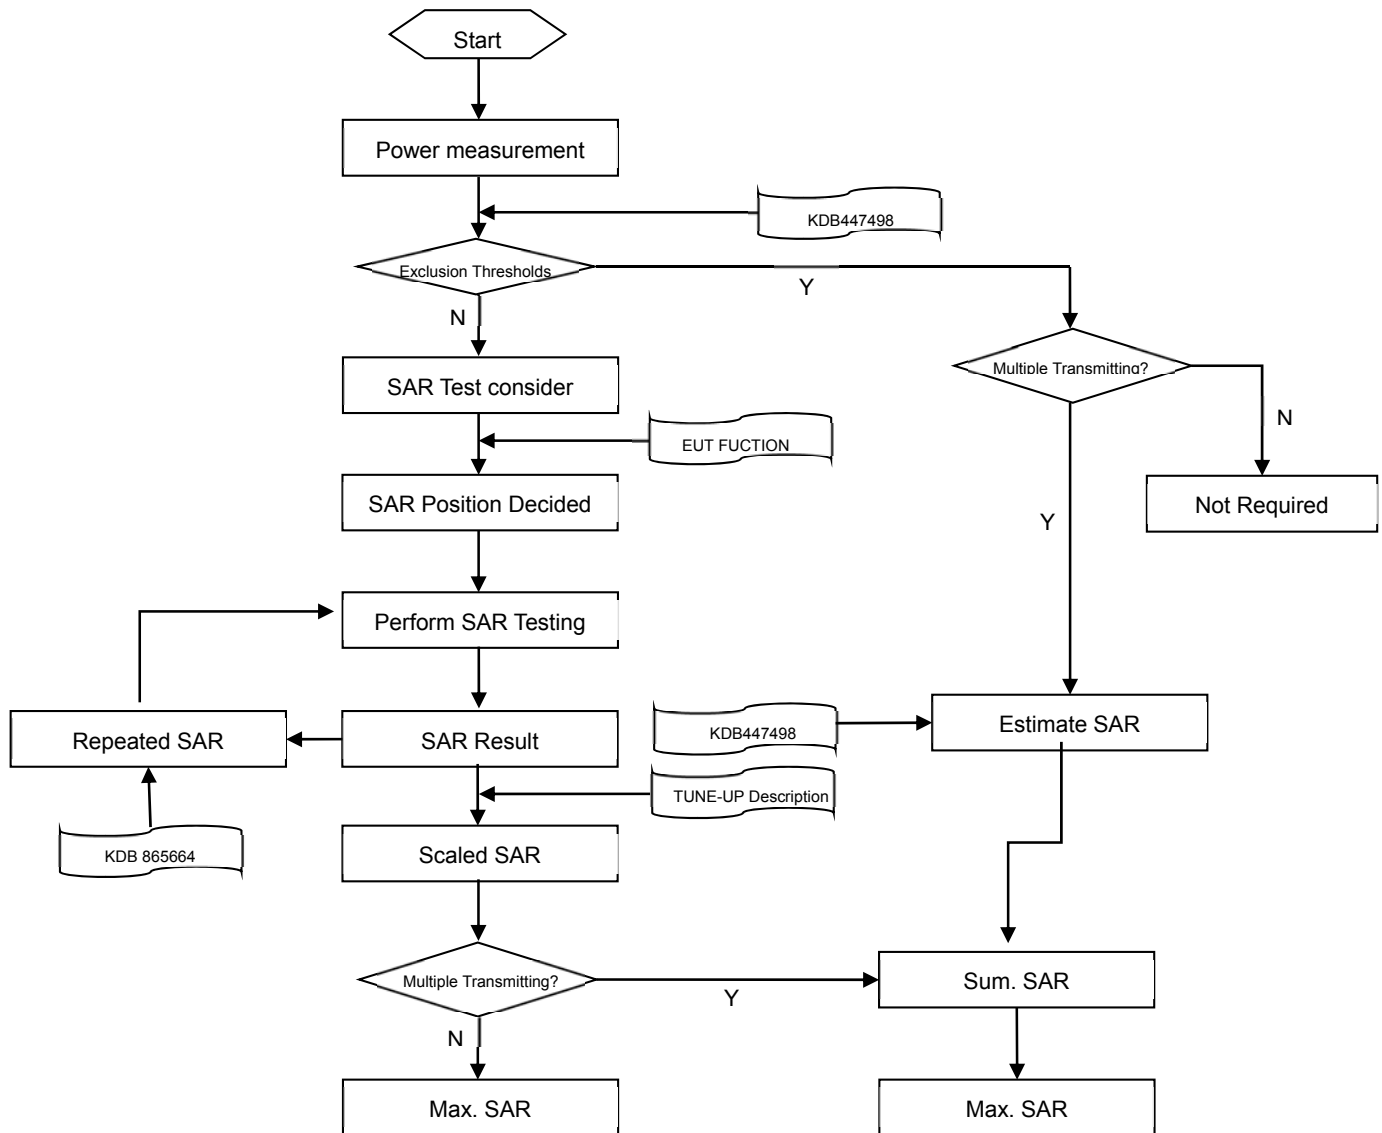 Start
Power measurement
KDB447498
Exclusion Thresholds
Y
N
Multiple Transmitting?
SAR Test consider
N
EUT FUCTION
SAR Position Decided
Not Required
Y
Perform SAR Testing
Repeated SAR
SAR Result
KDB447498
Estimate SAR
TUNE-UP Description
KDB 865664
Scaled SAR
Multiple Transmitting?
Y
Sum. SAR
N
Max. SAR
Max. SAR